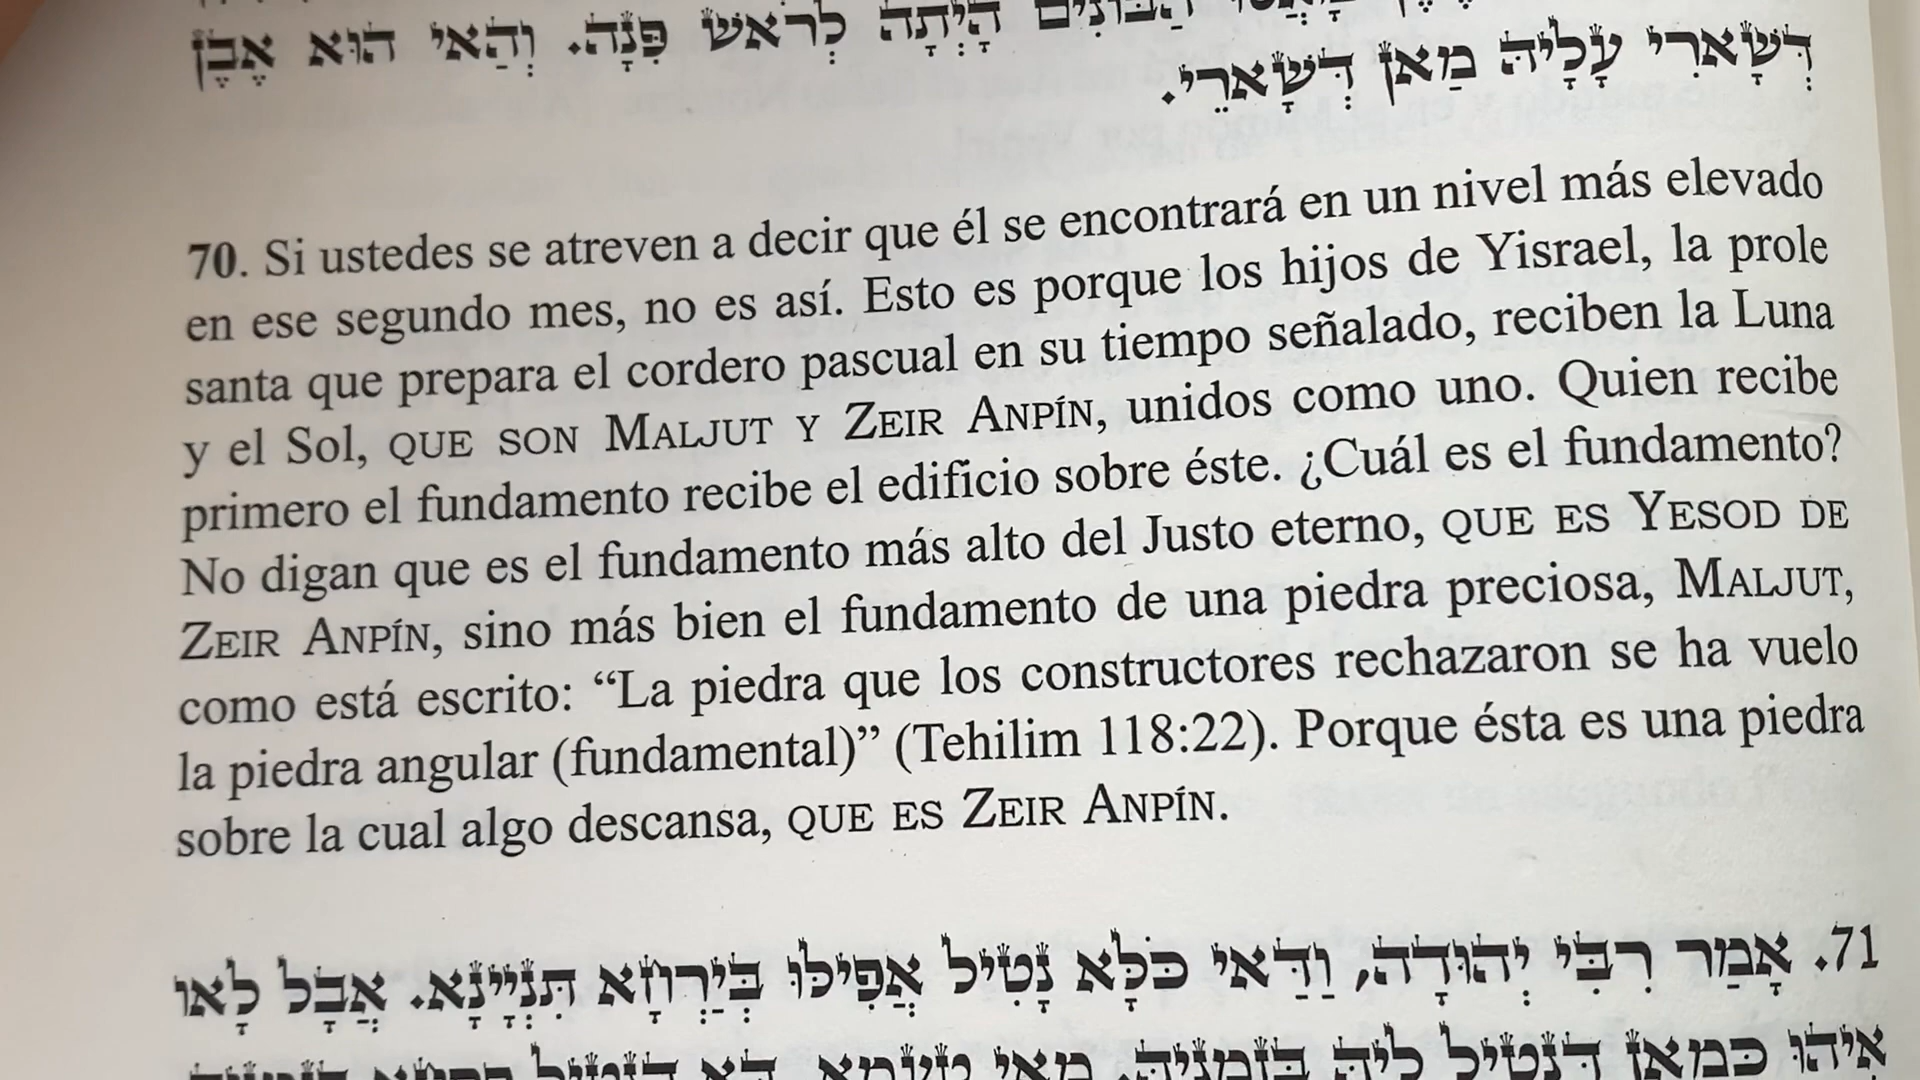 הָיְתָה לְרֹאשׁ פִּנָּה. וְהַאי הוּא אֶבֶן
דְּשָׁארִי עָלָיהּ מַאן דְּשָׁארֵי.
70. Si ustedes se atreven a decir que él se encontrará en un nivel más elevado
en ese segundo mes, no es así. Esto es porque los hijos de Yisrael, la prole
santa que prepara el cordero pascual en su tiempo señalado, reciben la Luna
y el Sol, QUE SON MALJUT Y ZEIR ANPÍN, unidos como uno. Quien recibe
primero el fundamento recibe el edificio sobre éste. ¿Cuál es el fundamento?
No digan que es el fundamento más alto del Justo eterno, QUE ES YESOD DE
ZEIR ANPÍN, sino más bien el fundamento de una piedra preciosa, MALJUT,
como está escrito: “La piedra que los constructores rechazaron se ha vuelo
la piedra angular (fundamental)” (Tehilim 118:22). Porque ésta es una piedra
sobre la cual algo descansa, QUE ES ZEIR ANPÍN.
71. אָמַר רִבִּי יְהוּדָה, וַדַּאי כֹּלָּא נָטִיל אֲפִילּוּ בְּיַרְחָא תִּנְיָינָא. אֲבָל לָאו
אִיהוּ כְּמַאן דְּנָטִיל לֵיהּ בְּזִמְנֵיהּ. מַאי טַעְמָא